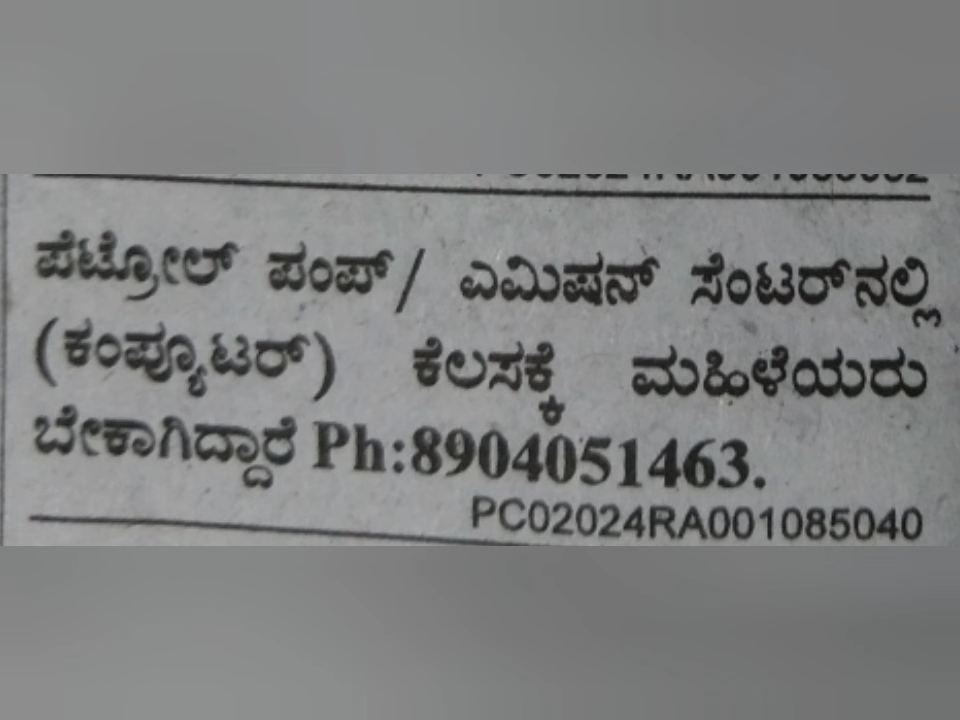 ಪೆಟ್ರೋಲ್ ಪಂಪ್/ ಎಮಿಷನ್ ಸೆಂಟರ್‌ನಲ್ಲಿ
(ಕಂಪ್ಯೂಟರ್) ಕೆಲಸಕ್ಕೆ ಮಹಿಳೆಯರು
ಬೇಕಾಗಿದ್ದಾರೆ Ph:8904051463.
PC02024RA001085040